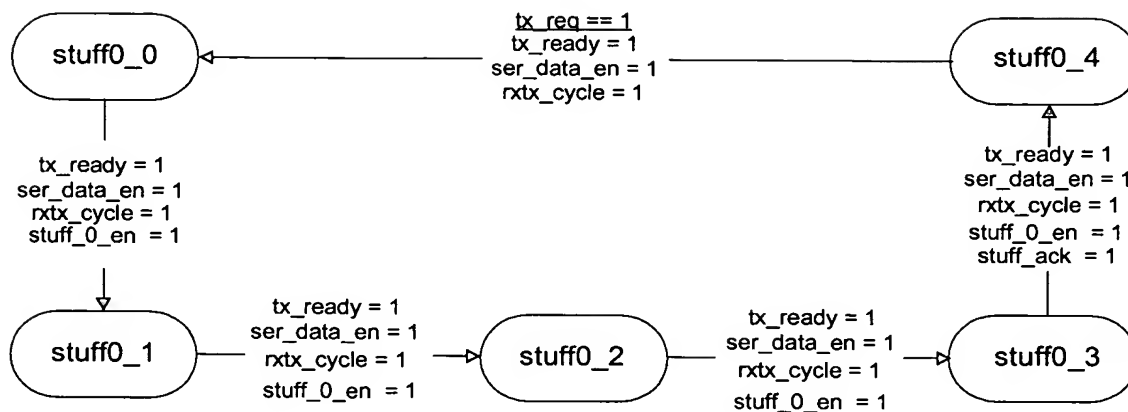 stuff0_0
tx_req == 1
tx_ready = 1
ser_data_en = 1
rxtx_cycle = 1
stuff0_4
tx_ready = 1
ser_data_en = 1
rxtx_cycle = 1
stuff_0_en = 1
tx_ready = 1
ser_data_en = 1
rxtx_cycle = 1
stuff_0_en = 1
stuff_ack = 1
stuff0_1
tx_ready = 1
ser_data_en = 1
rxtx_cycle = 1
stuff_0_en = 1
stuff0_2
tx_ready = 1
ser_data_en = 1
rxtx_cycle = 1
stuff_0_en = 1
stuff0_3